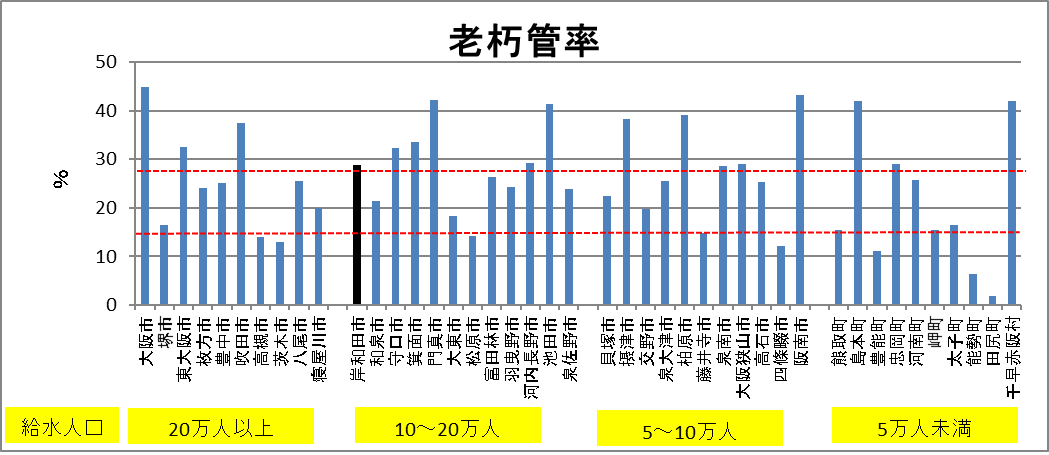 老朽管率
50
40
30
20
10
0
%
大阪市
堺市
東大阪市
枚方市
豊中市
吹田市
高槻市
茨木市
八尾市
寝屋川市
岸和田市
和泉市
守口市
箕面市
門真市
大東市
松原市
富田林市
羽曳野市
河内長野市
池田市
泉佐野市
貝塚市
摂津市
交野市
泉大津市
柏原市
藤井寺市
泉南市
大阪狭山市
高石市
四條畷市
阪南市
熊取町
島本町
豊能町
忠岡町
河南町
岬町
太子町
能勢町
田尻町
千早赤阪村
給水人口
20万人以上
10～20万人
5～10万人
5万人未満